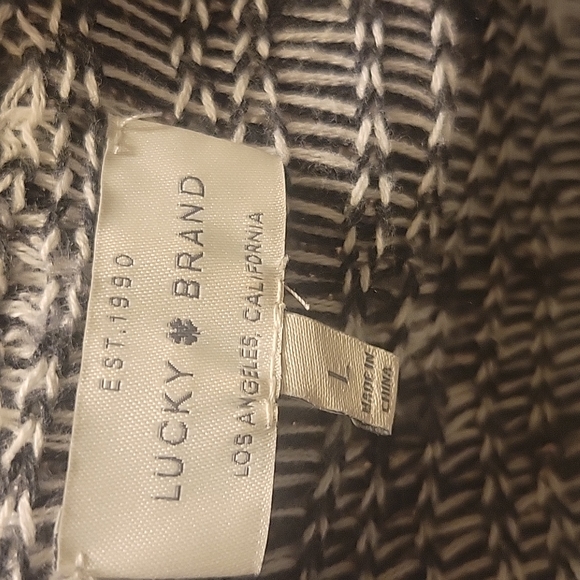 EST. 1990
LUCKY BRAND
LOS ANGELES, CALIFORNIA
L
MADE IN
CHINA